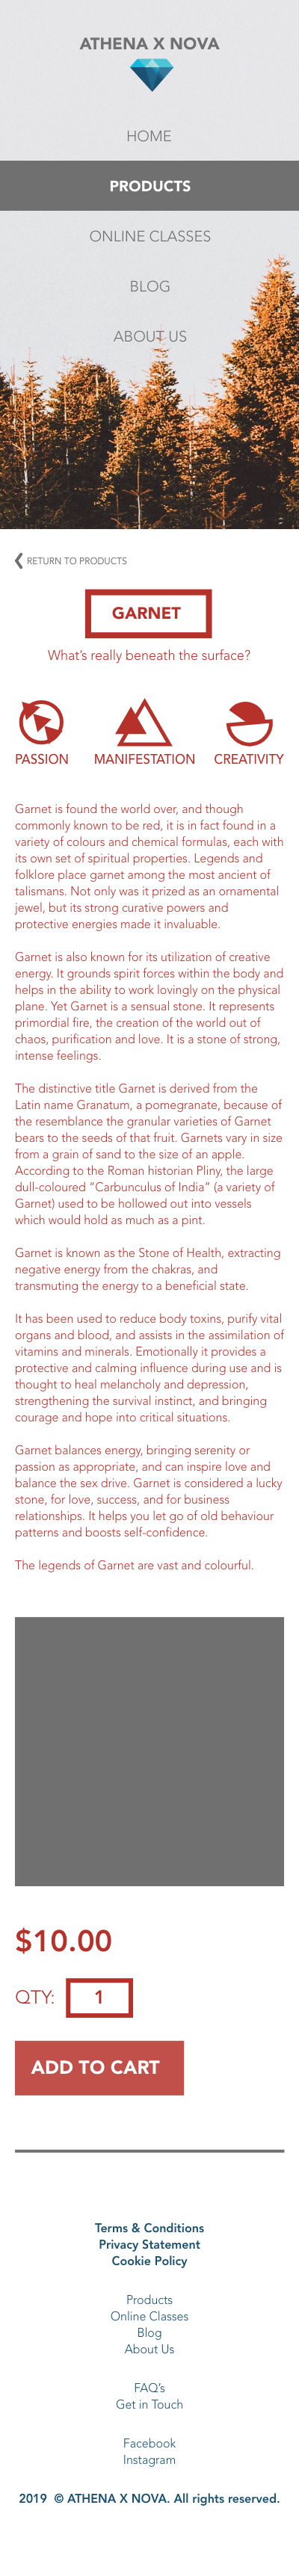 ATHENA X NOVA
HOME
PRODUCTS
ONLINE CLASSES
BLOG
ABOUT US
RETURN TO PRODUCTS
GARNET
What’s really beneath the surface?
PASSION MANIFESTATION CREATIVITY
Garnet is found the world over, and though
commonly known to be red, it is in fact found in a
variety of colours and chemical formulas, each with
its own set of spiritual properties. Legends and
folklore place garnet among the most ancient of
talismans. Not only was it prized as an ornamental
jewel, but its strong curative powers and
protective energies made it invaluable.
Garnet is also known for its utilization of creative
energy. It grounds spirit forces within the body and
helps in the ability to work lovingly on the physical
plane. Yet Garnet is a sensual stone. It represents
primordial fire, the creation of the world out of
chaos, purification and love. It is a stone of strong,
intense feelings.
The distinctive title Garnet is derived from the
Latin name Granatum, a pomegranate, because of
the resemblance the granular varieties of Garnet
bears to the seeds of that fruit. Garnets vary in size
from a grain of sand to the size of an apple.
According to the Roman historian Pliny, the large
dull-coloured “Carbunculus of India” (a variety of
Garnet) used to be hollowed out into vessels
which would hold as much as a pint.
Garnet is known as the Stone of Health, extracting
negative energy from the chakras, and
transmuting the energy to a beneficial state.
It has been used to reduce body toxins, purify vital
organs and blood, and assists in the assimilation of
vitamins and minerals. Emotionally it provides a
protective and calming influence during use and is
thought to heal melancholy and depression,
strengthening the survival instinct, and bringing
courage and hope into critical situations.
Garnet balances energy, bringing serenity or
passion as appropriate, and can inspire love and
balance the sex drive. Garnet is considered a lucky
stone, for love, success, and for business
relationships. It helps you let go of old behaviour
patterns and boosts self-confidence.
The legends of Garnet are vast and colourful.
$10.00
QTY: 1
ADD TO CART
Terms & Conditions
Privacy Statement
Cookie Policy
Products
Online Classes
Blog
About Us
FAQ’s
Get in Touch
Facebook
Instagram
2019 © ATHENA X NOVA. All rights reserved.